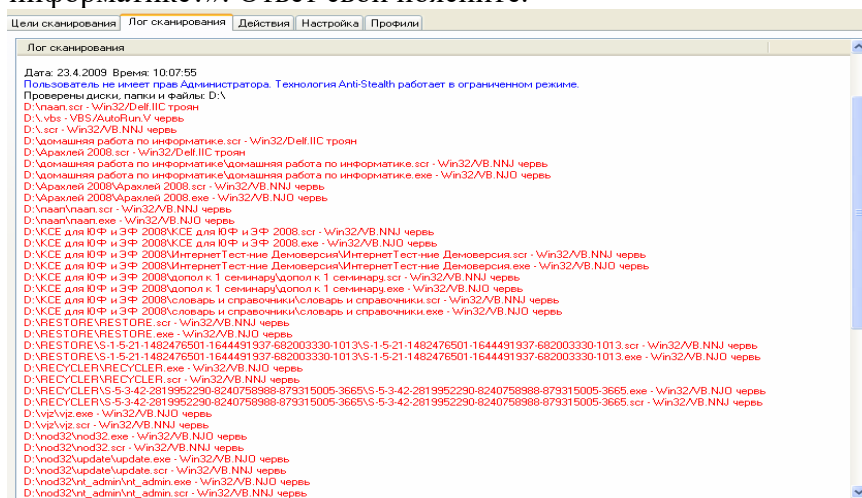 информатике?». Ответ свой поясните.
Цели сканирования Лог сканирования Действия Настройка Профили
Лог сканирования
Дата: 23.4.2009 Время: 10:07:55
Пользователь не имеет прав Администратора. Технология Anti-Stealth работает в ограниченном режиме.
Проверены диски, папки и файлы: D:\
D:\паап.scr - Win32/Delf.IIC троян
D:\.vbs - VBS/AutoRun.V червь
D:\.scr - Win32/VB.NNJ червь
D:\домашняя работа по информатике.scr - Win32/Delf.IIC троян
D:\Арахлей 2008.scr - Win32/Delf.IIC троян
D:\домашняя работа по информатике\домашняя работа по информатике.scr - Win32/VB.NNJ червь
D:\домашняя работа по информатике\домашняя работа по информатике.exe - Win32/VB.NJO червь
D:\Арахлей 2008\Арахлей 2008.scr - Win32/VB.NNJ червь
D:\Арахлей 2008\Арахлей 2008.exe - Win32/VB.NJO червь
D:\паап\паап.scr - Win32/VB.NNJ червь
D:\паап\паап.exe - Win32/VB.NJO червь
D:\КСЕ для ЮФ и ЭФ 2008\КСЕ для ЮФ и ЭФ 2008.scr - Win32/VB.NNJ червь
D:\КСЕ для ЮФ и ЭФ 2008\КСЕ для ЮФ и ЭФ 2008.exe - Win32/VB.NJO червь
D:\КСЕ для ЮФ и ЭФ 2008\ИнтернетТест-ние Демоверсия\ИнтернетТест-ние Демоверсия.scr - Win32/VB.NNJ червь
D:\КСЕ для ЮФ и ЭФ 2008\ИнтернетТест-ние Демоверсия\ИнтернетТест-ние Демоверсия.exe - Win32/VB.NJO червь
D:\КСЕ для ЮФ и ЭФ 2008\допол к 1 семинару\допол к 1 семинару.scr - Win32/VB.NNJ червь
D:\КСЕ для ЮФ и ЭФ 2008\допол к 1 семинару\допол к 1 семинару.exe - Win32/VB.NJO червь
D:\КСЕ для ЮФ и ЭФ 2008\словарь и справочники\словарь и справочники.scr - Win32/VB.NNJ червь
D:\КСЕ для ЮФ и ЭФ 2008\словарь и справочники\словарь и справочники.exe - Win32/VB.NJO червь
D:\RESTORE\RESTORE.scr - Win32/VB.NNJ червь
D:\RESTORE\RESTORE.exe - Win32/VB.NJO червь
D:\RESTORE\S-1-5-21-1482476501-1644491937-682003330-1013\S-1-5-21-1482476501-1644491937-682003330-1013.scr - Win32/VB.NNJ червь
D:\RESTORE\S-1-5-21-1482476501-1644491937-682003330-1013\S-1-5-21-1482476501-1644491937-682003330-1013.exe - Win32/VB.NJO червь
D:\RECYCLER\RECYCLER.exe - Win32/VB.NJO червь
D:\RECYCLER\RECYCLER.scr - Win32/VB.NNJ червь
D:\RECYCLER\S-5-3-42-2819952290-8240758988-879315005-3665\S-5-3-42-2819952290-8240758988-879315005-3665.exe - Win32/VB.NJO червь
D:\RECYCLER\S-5-3-42-2819952290-8240758988-879315005-3665\S-5-3-42-2819952290-8240758988-879315005-3665.scr - Win32/VB.NNJ червь
D:\vjz\vjz.exe - Win32/VB.NJO червь
D:\vjz\vjz.scr - Win32/VB.NNJ червь
D:\nod32\nod32.exe - Win32/VB.NJO червь
D:\nod32\nod32.scr - Win32/VB.NNJ червь
D:\nod32\update\update.exe - Win32/VB.NJO червь
D:\nod32\update\update.scr - Win32/VB.NNJ червь
D:\nod32\nt_admin\nt_admin.exe - Win32/VB.NJO червь
D:\nod32\nt_admin\nt_admin.scr - Win32/VB.NNJ червь